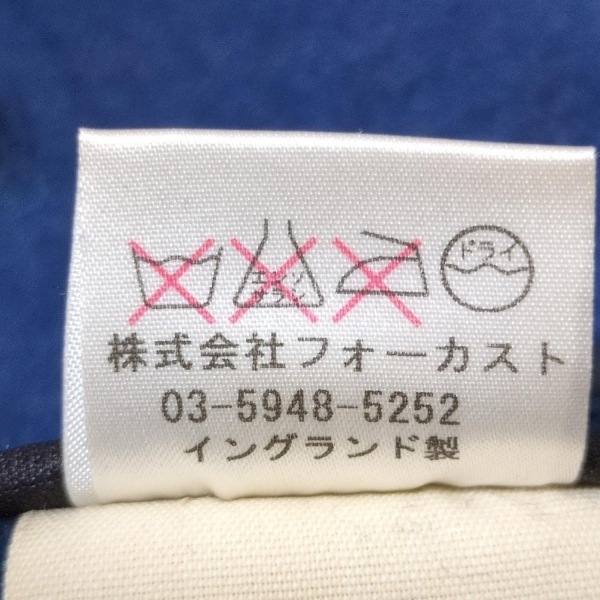 エンソ
サラシ
ドライ
株式会社フォーカスト
03-5948-5252
イングランド製